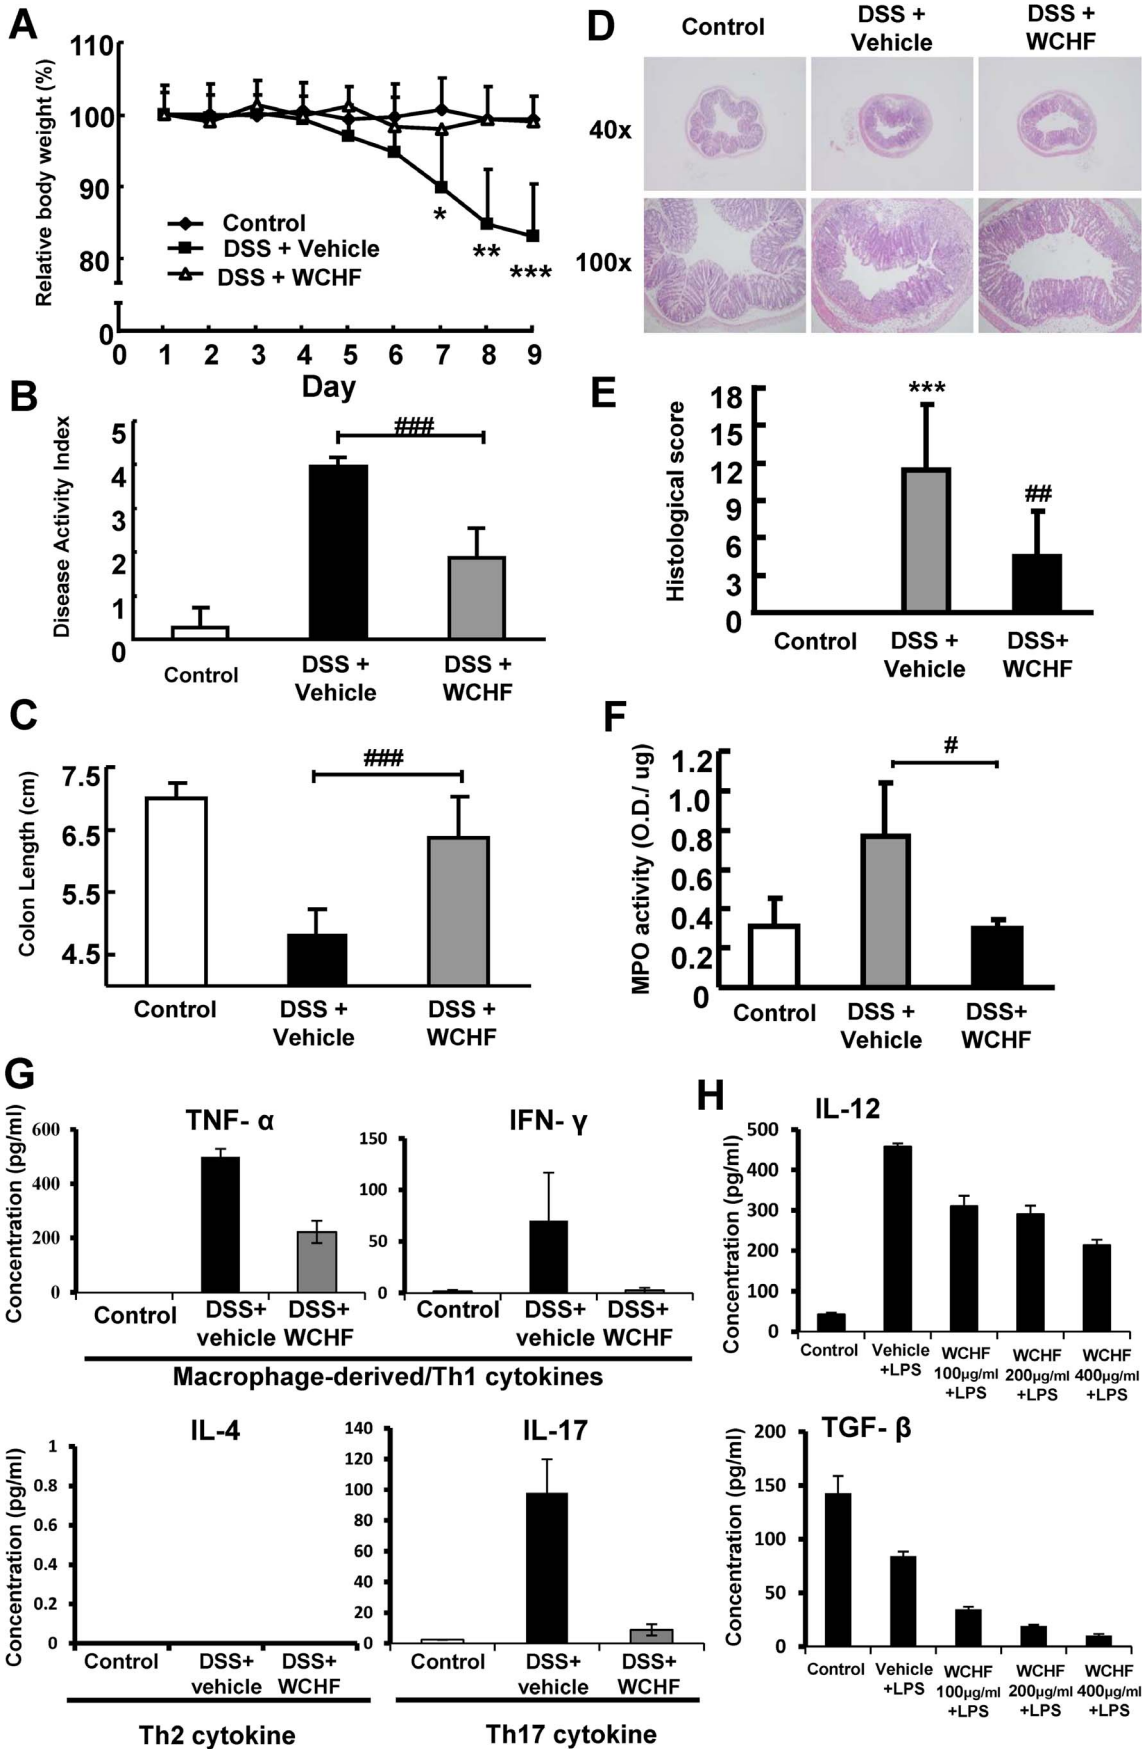 A
Relative body weight (%)
110
100
90
80
0
Control
DSS + Vehicle
DSS + WCHF
*
**
***
0 1 2 3 4 5 6 7 8 9
Day
B
Disease Activity Index
5
4
3
2
1
0
###
Control
DSS +
Vehicle
DSS +
WCHF
C
Colon Length (cm)
7.5
6.5
5.5
4.5
###
Control
DSS +
Vehicle
DSS +
WCHF
D
Control
DSS +
Vehicle
DSS +
WCHF
40x
100x
E
Histological score
18
15
12
9
6
3
0
***
##
Control
DSS +
Vehicle
DSS+
WCHF
F
MPO activity (O.D./ ug)
1.2
1.0
0.8
0.6
0.4
0.2
0
#
Control
DSS +
Vehicle
DSS+
WCHF
G
TNF- α
Concentration (pg/ml)
600
400
200
0
Control
DSS+
vehicle
DSS+
WCHF
IFN- γ
150
100
50
0
Control
DSS+
vehicle
DSS+
WCHF
Macrophage-derived/Th1 cytokines
IL-4
Concentration (pg/ml)
1
0.8
0.6
0.4
0.2
0
Control
DSS+
vehicle
DSS+
WCHF
Th2 cytokine
IL-17
140
120
100
80
60
40
20
0
Control
DSS+
vehicle
DSS+
WCHF
Th17 cytokine
H
IL-12
Concentration (pg/ml)
500
400
300
200
100
0
Control
Vehicle
+LPS
WCHF
100µg/ml
+LPS
WCHF
200µg/ml
+LPS
WCHF
400µg/ml
+LPS
TGF- β
Concentration (pg/ml)
200
150
100
50
0
Control
Vehicle
+LPS
WCHF
100µg/ml
+LPS
WCHF
200µg/ml
+LPS
WCHF
400µg/ml
+LPS